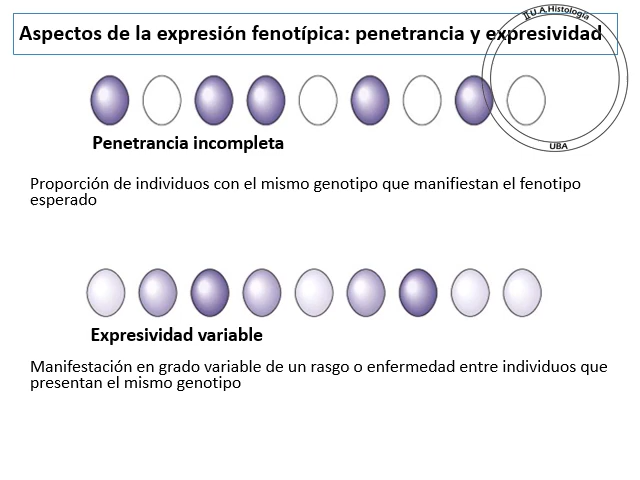 Aspectos de la expresión fenotípica: penetrancia y expresividad
II U.A.Histología
UBA
Penetrancia incompleta
Proporción de individuos con el mismo genotipo que manifiestan el fenotipo
esperado
Expresividad variable
Manifestación en grado variable de un rasgo o enfermedad entre individuos que
presentan el mismo genotipo